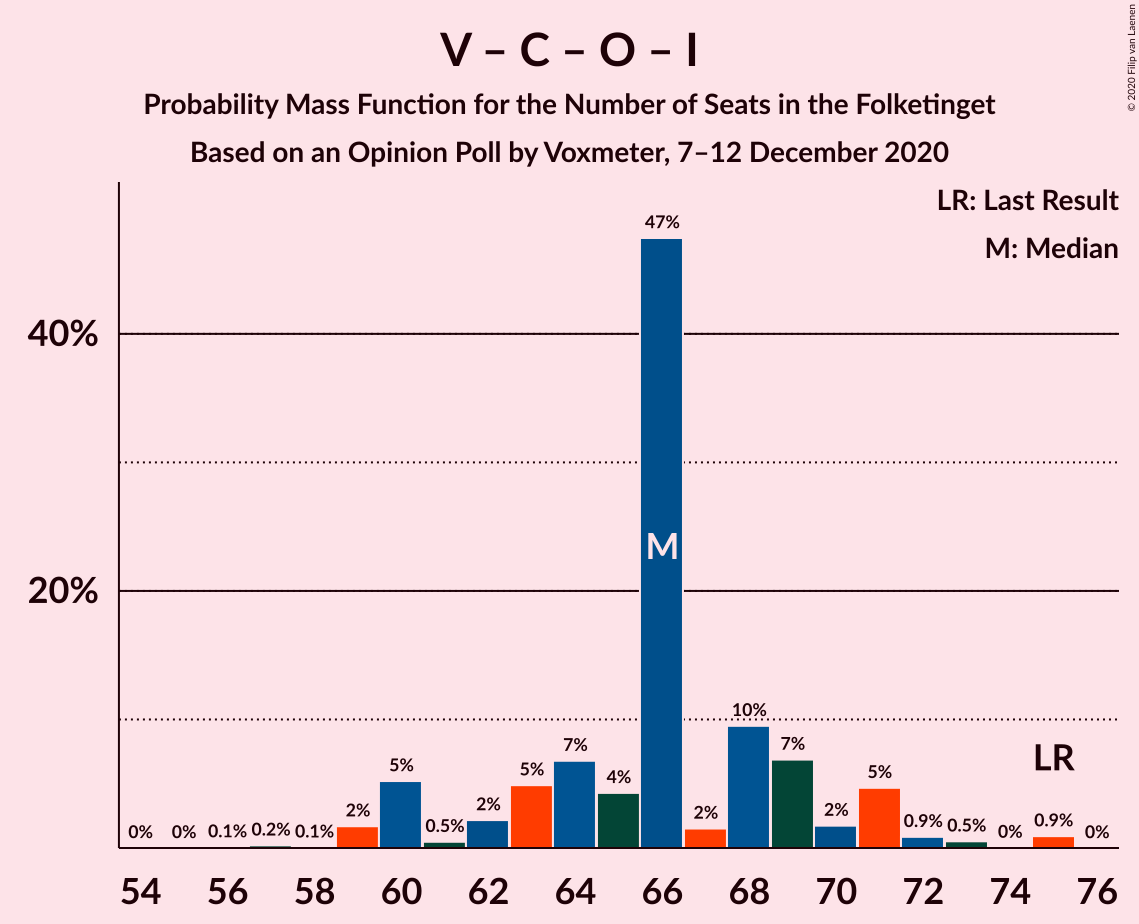 V – C – O – I
Probability Mass Function for the Number of Seats in the Folketinget
Based on an Opinion Poll by Voxmeter, 7–12 December 2020
© 2020 Filip van Laenen
LR: Last Result
M: Median
40%
20%
0% 0% 0.1% 0.2% 0.1% 2% 5% 0.5% 2% 5% 7% 4% 47% 2% 10% 7% 2% 5% 0.9% 0.5% 0% 0.9% 0%
M
LR
54 56 58 60 62 64 66 68 70 72 74 76